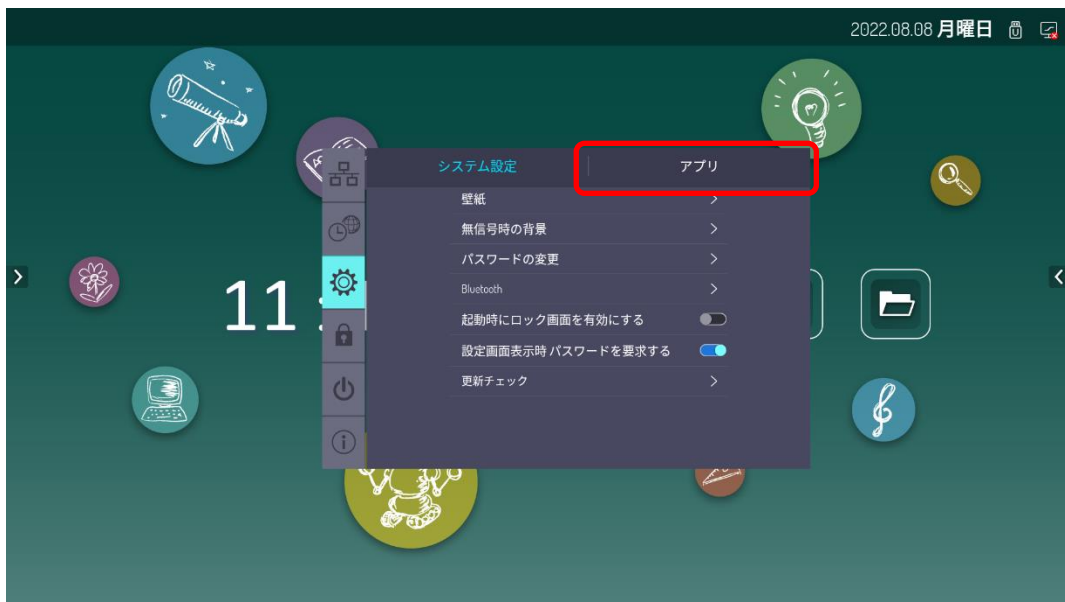 2022.08.08 月曜日
システム設定
アプリ
壁紙
無信号時の背景
パスワードの変更
Bluetooth
起動時にロック画面を有効にする
設定画面表示時 パスワードを要求する
更新チェック
11 :